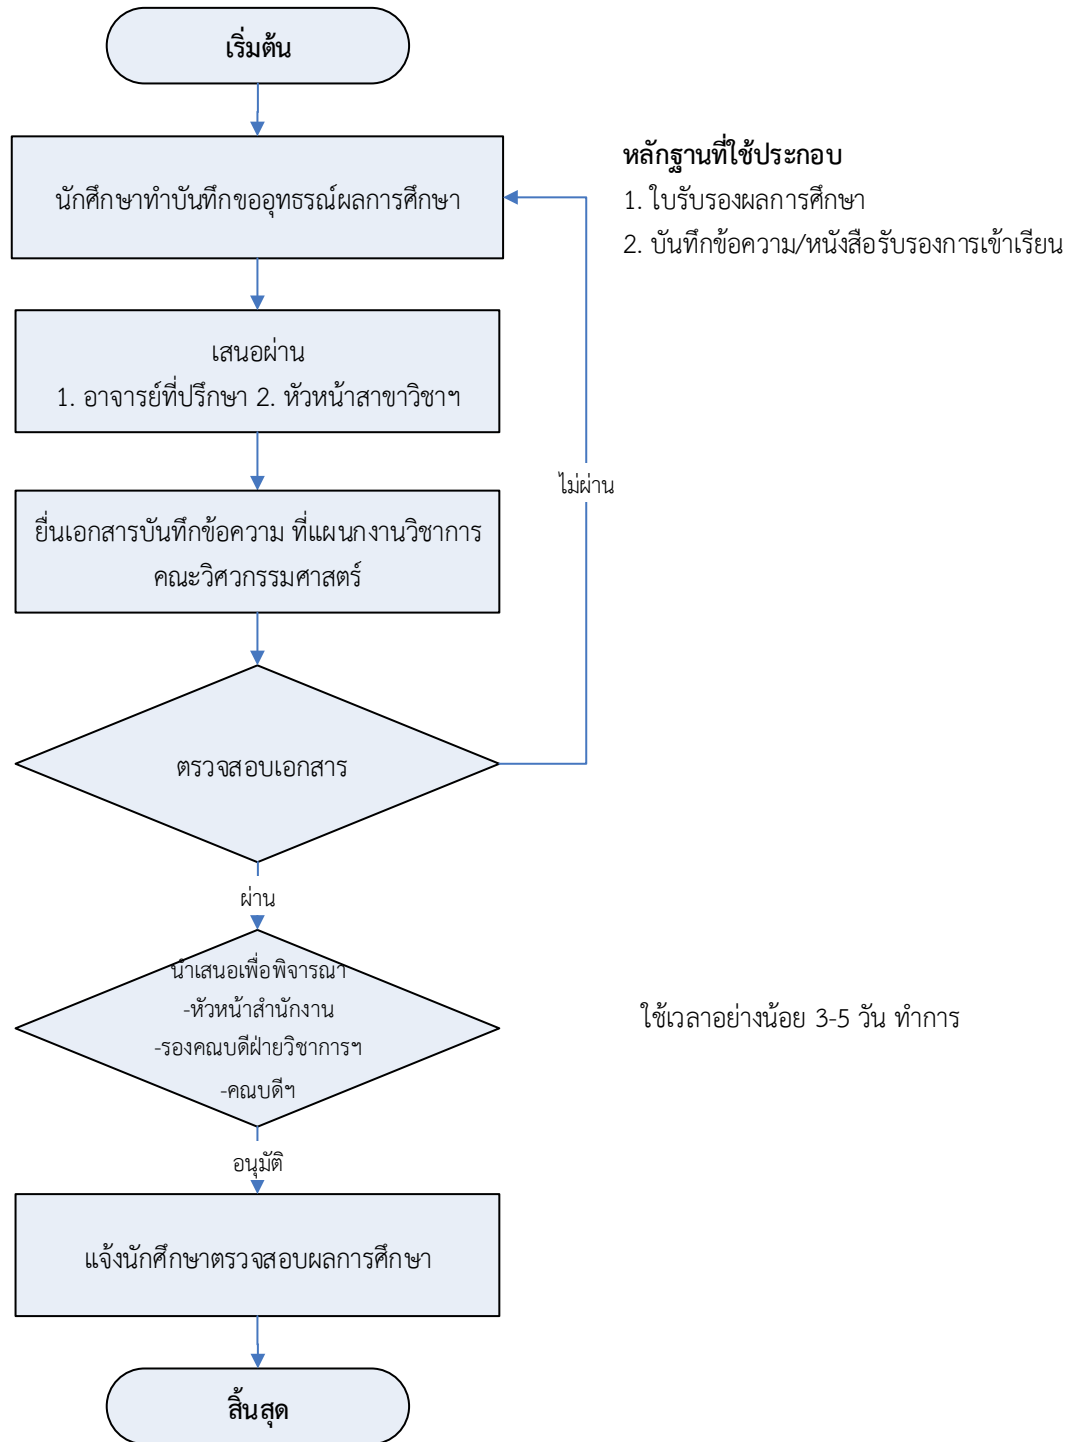 เริ่มต้น
นักศึกษาทำบันทึกขออุทธรณ์ผลการศึกษา
หลักฐานที่ใช้ประกอบ
1. ใบรับรองผลการศึกษา
2. บันทึกข้อความ/หนังสือรับรองการเข้าเรียน
เสนอผ่าน
1. อาจารย์ที่ปรึกษา 2. หัวหน้าสาขาวิชาฯ
ยื่นเอกสารบันทึกข้อความ ที่แผนกงานวิชาการ
คณะวิศวกรรมศาสตร์
ไม่ผ่าน
ตรวจสอบเอกสาร
ผ่าน
นำเสนอเพื่อพิจารณา
-หัวหน้าสำนักงาน
-รองคณบดีฝ่ายวิชาการฯ
-คณบดีฯ
ใช้เวลาอย่างน้อย 3-5 วัน ทำการ
อนุมัติ
แจ้งนักศึกษาตรวจสอบผลการศึกษา
สิ้นสุด